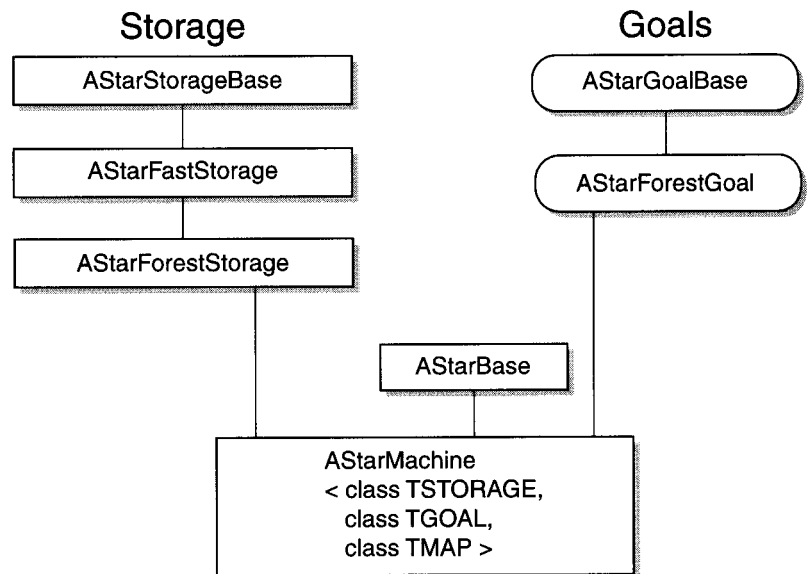 Storage
Goals
AStarStorageBase
AStarGoalBase
AStarFastStorage
AStarForestGoal
AStarForestStorage
AStarBase
AStarMachine
< class TSTORAGE,
class TGOAL,
class TMAP >